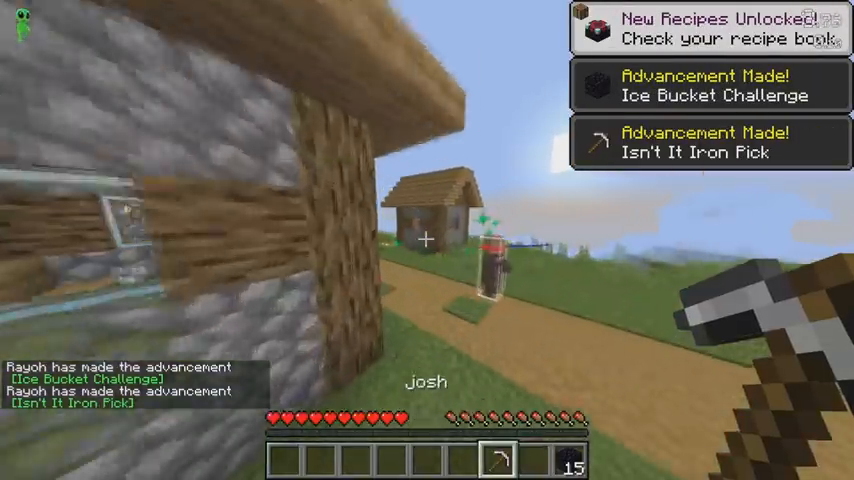 New Recipes Unlocked!
Check your recipe book
Advancement Made!
Ice Bucket Challenge
Advancement Made!
Isn't It Iron Pick
Rayoh has made the advancement
[Ice Bucket Challenge]
Rayoh has made the advancement
[Isn't It Iron Pick]
josh
15